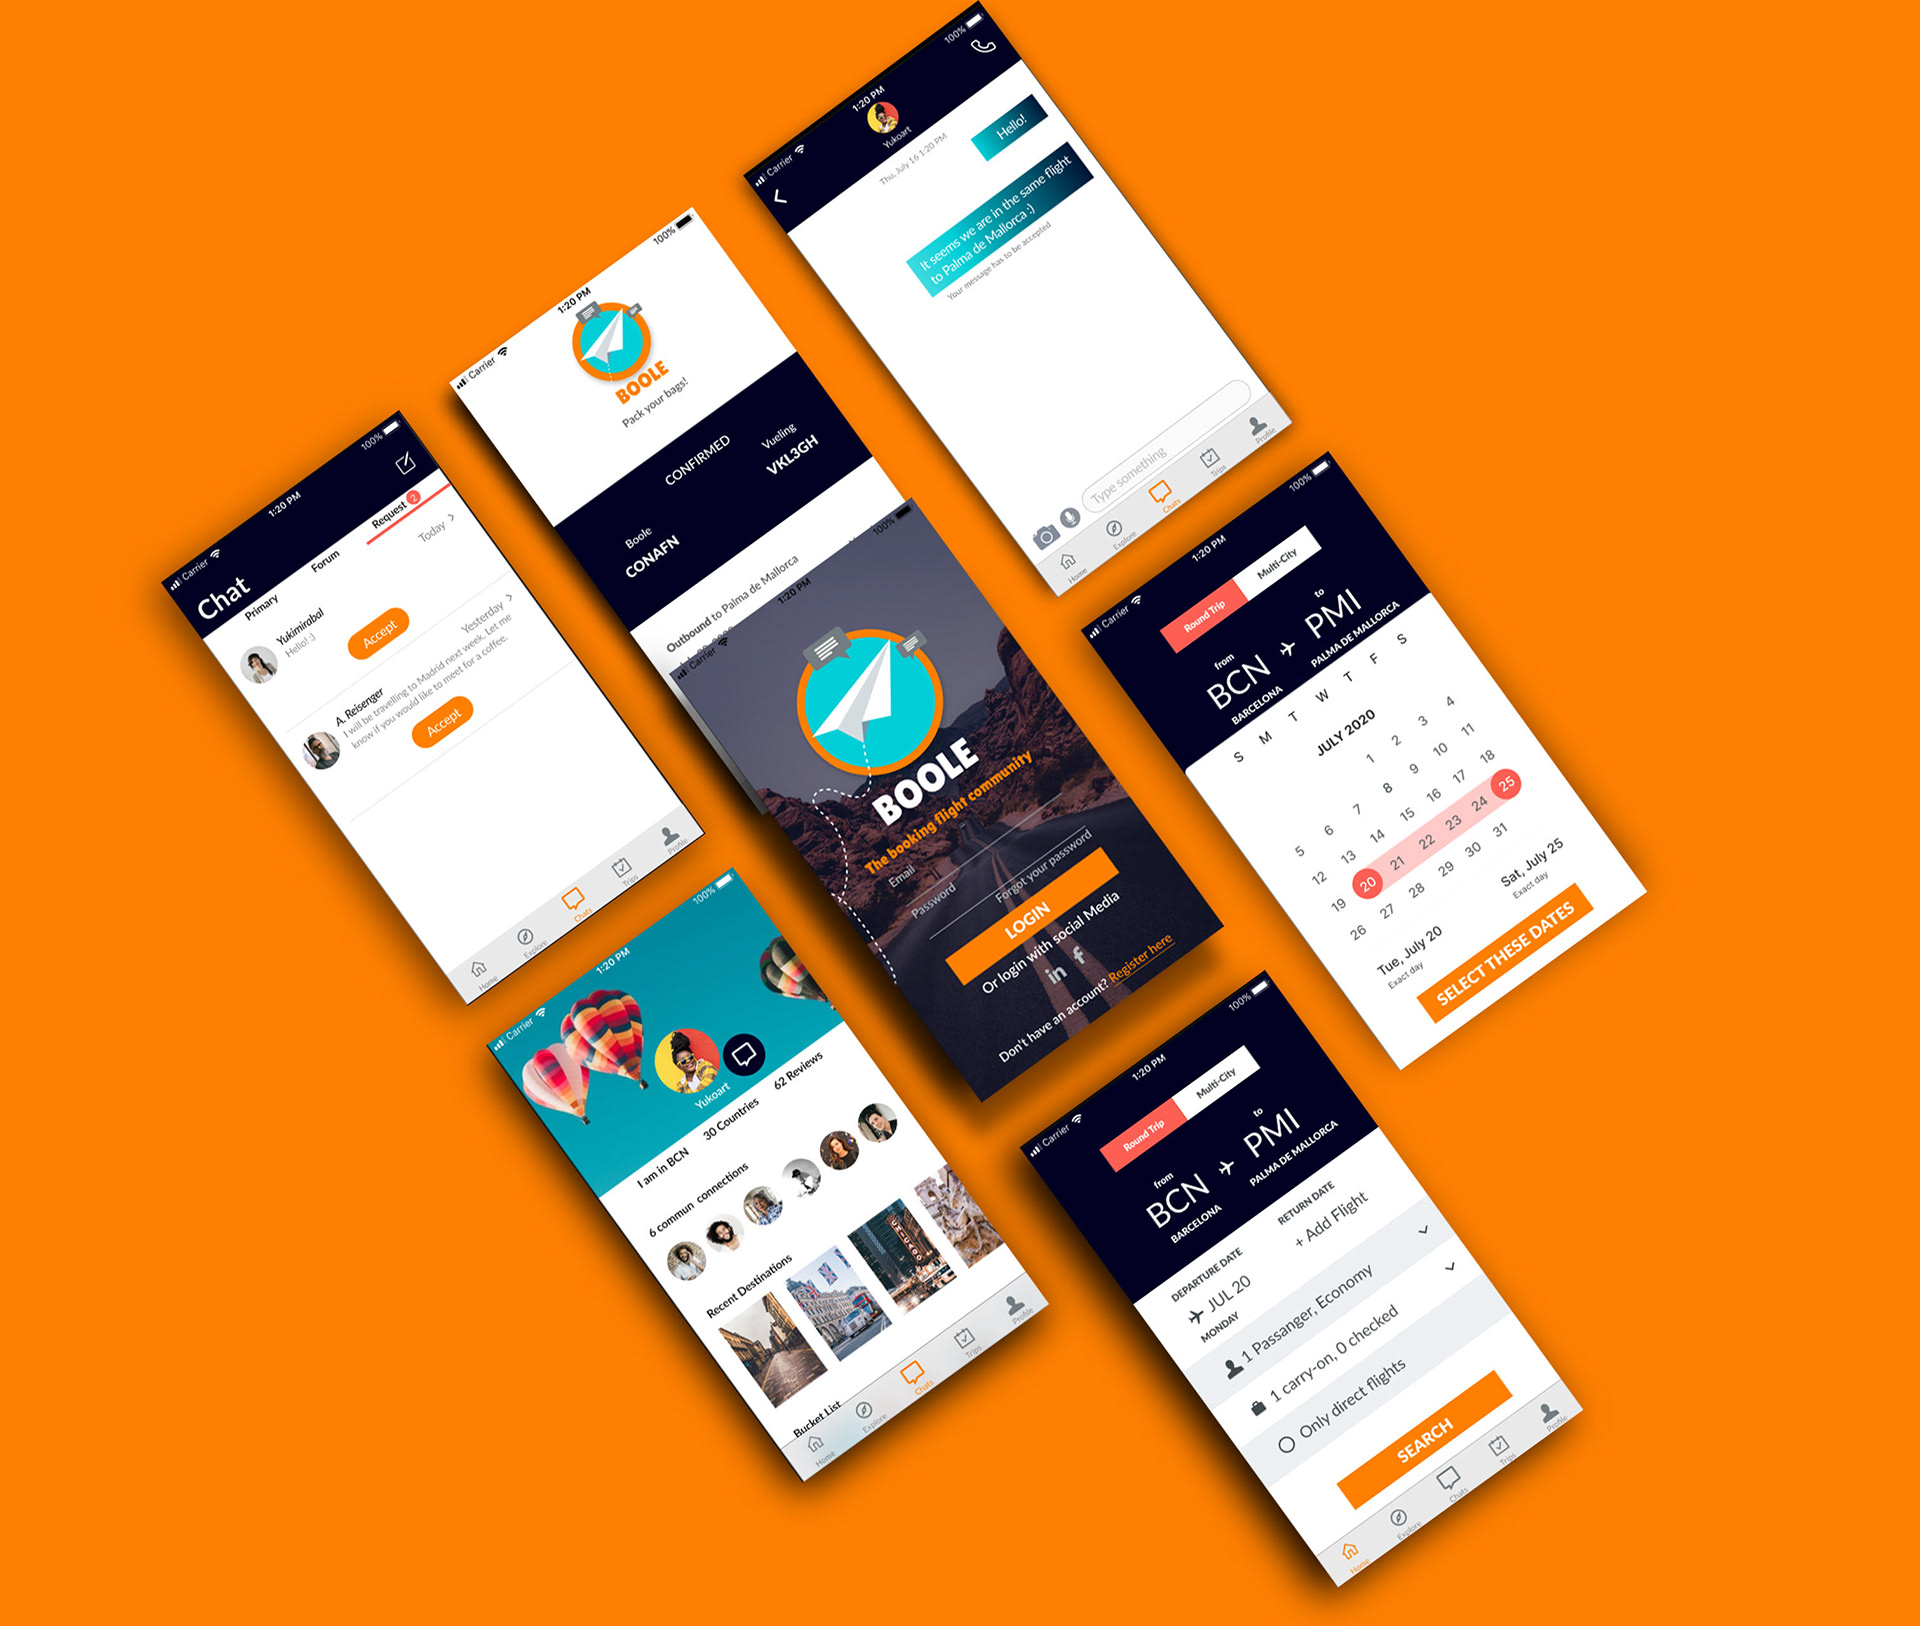 Carrier
1:20 PM
100%
Yukoart
Thu, July 16 1:20 PM
Hello!
It seems we are in the same flight
to Palma de Mallorca :)
Your message has to be accepted
Type something
Home
Explore
Chats
Trips
Profile
Carrier
1:20 PM
100%
BOOLE
Pack your bags!
CONFIRMED
Boole
CONAFN
Vueling
VKL3GH
Outbound to Palma de Mallorca
Carrier
1:20 PM
100%
Chat
Primary
Forum
Request 2
Today
Yukimirabal
Hello! :)
Accept
Yesterday
A. Reisenger
I will be travelling to Madrid next week. Let me
know if you would like to meet for a coffee.
Accept
Home
Explore
Chats
Trips
Profile
Carrier
1:20 PM
100%
BOOLE
The booking flight community
Email
Password
Forgot your password
LOGIN
Or login with social Media
in f
Don't have an account? Register here
Carrier
1:20 PM
100%
Round Trip
Multi-City
from
BCN
BARCELONA
to
PMI
PALMA DE MALLORCA
S M T W T F S
JULY 2020
1 2 3 4
5 6 7 8 9 10 11
12 13 14 15 16 17 18
19 20 21 22 23 24 25
26 27 28 29 30 31
Tue, July 20
Exact day
Sat, July 25
Exact day
SELECT THESE DATES
Carrier
1:20 PM
100%
Yukoart
I am in BCN
30 Countries
62 Reviews
6 commun connections
Recent Destinations
CHICAGO
Bucket List
Home
Explore
Chats
Trips
Profile
Carrier
1:20 PM
100%
Round Trip
Multi-City
from
BCN
BARCELONA
to
PMI
PALMA DE MALLORCA
DEPARTURE DATE
JUL 20
MONDAY
RETURN DATE
+ Add Flight
1 Passanger, Economy
1 carry-on, 0 checked
Only direct flights
SEARCH
Home
Explore
Chats
Trips
Profile